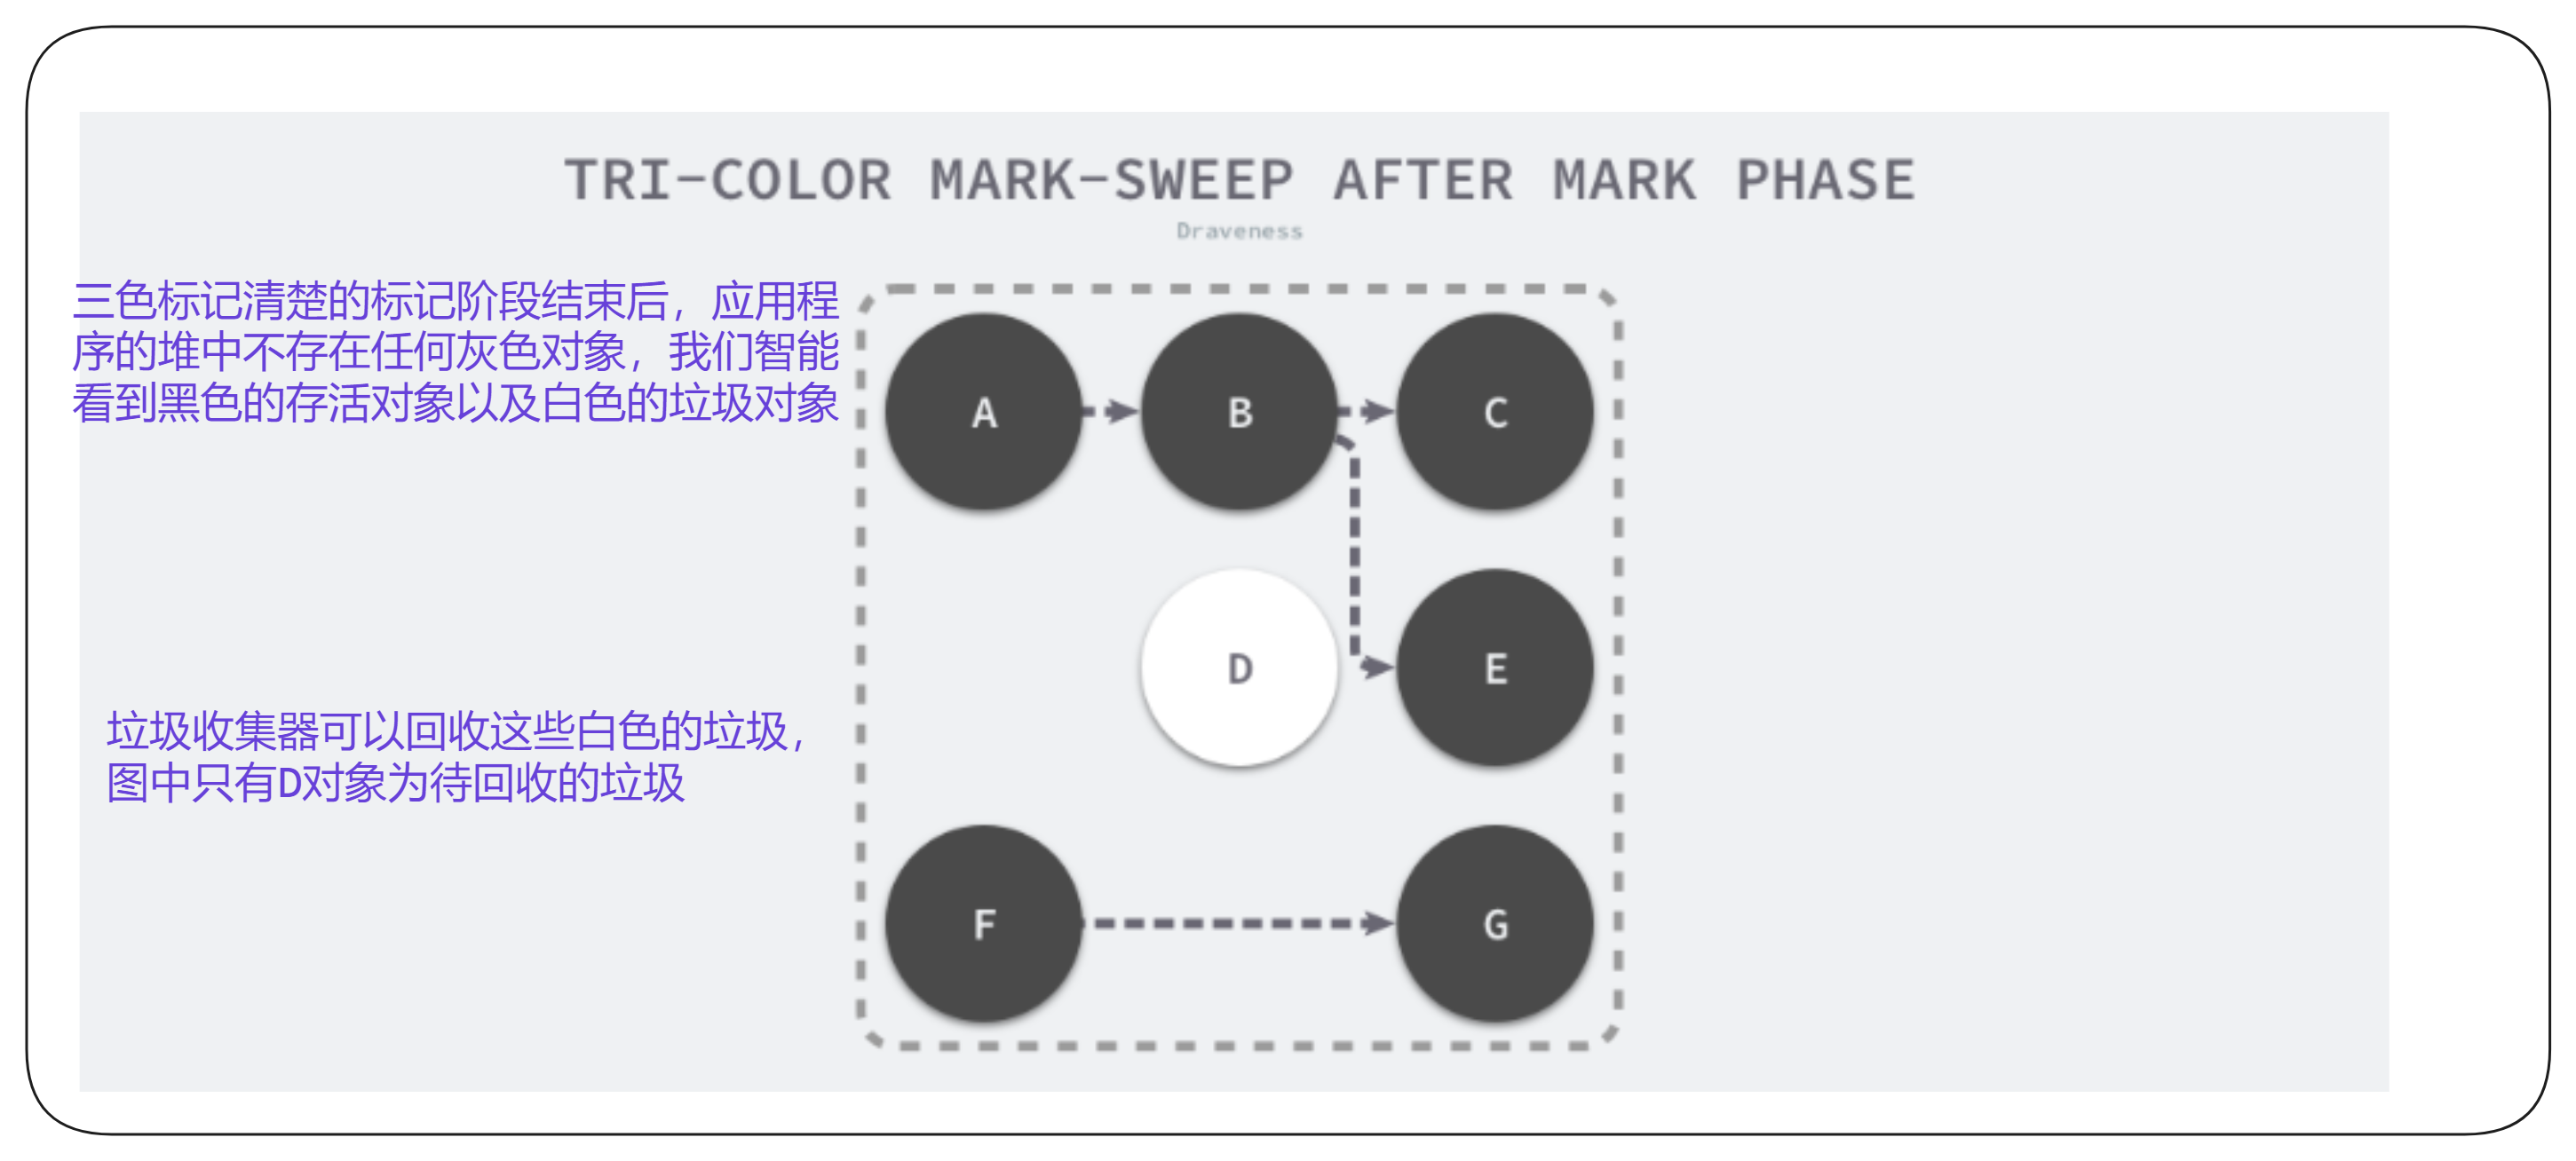 TRI-COLOR MARK-SWEEP AFTER MARK PHASE
Draveness
三色标记清楚的标记阶段结束后，应用程
序的堆中不存在任何灰色对象，我们智能
看到黑色的存活对象以及白色的垃圾对象
A
B
C
D
E
垃圾收集器可以回收这些白色的垃圾，
图中只有D对象为待回收的垃圾
F
G